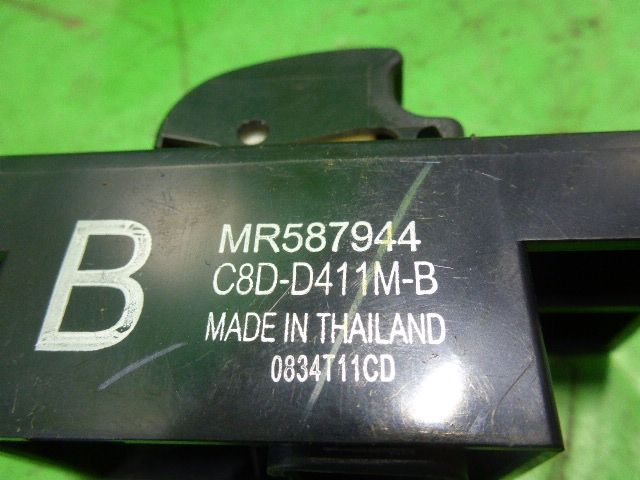 B
MR587944
C8D-D411M-B
MADE IN THAILAND
0834T11CD